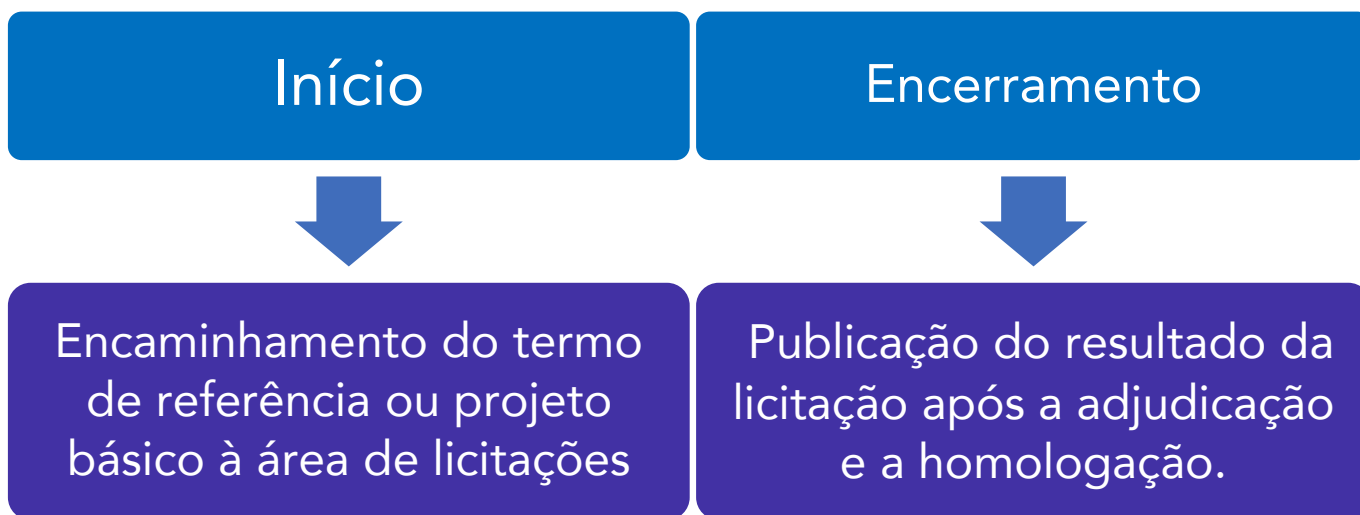 Início
Encerramento
Encaminhamento do termo
de referência ou projeto
básico à área de licitações
Publicação do resultado da
licitação após a adjudicação
e a homologação.